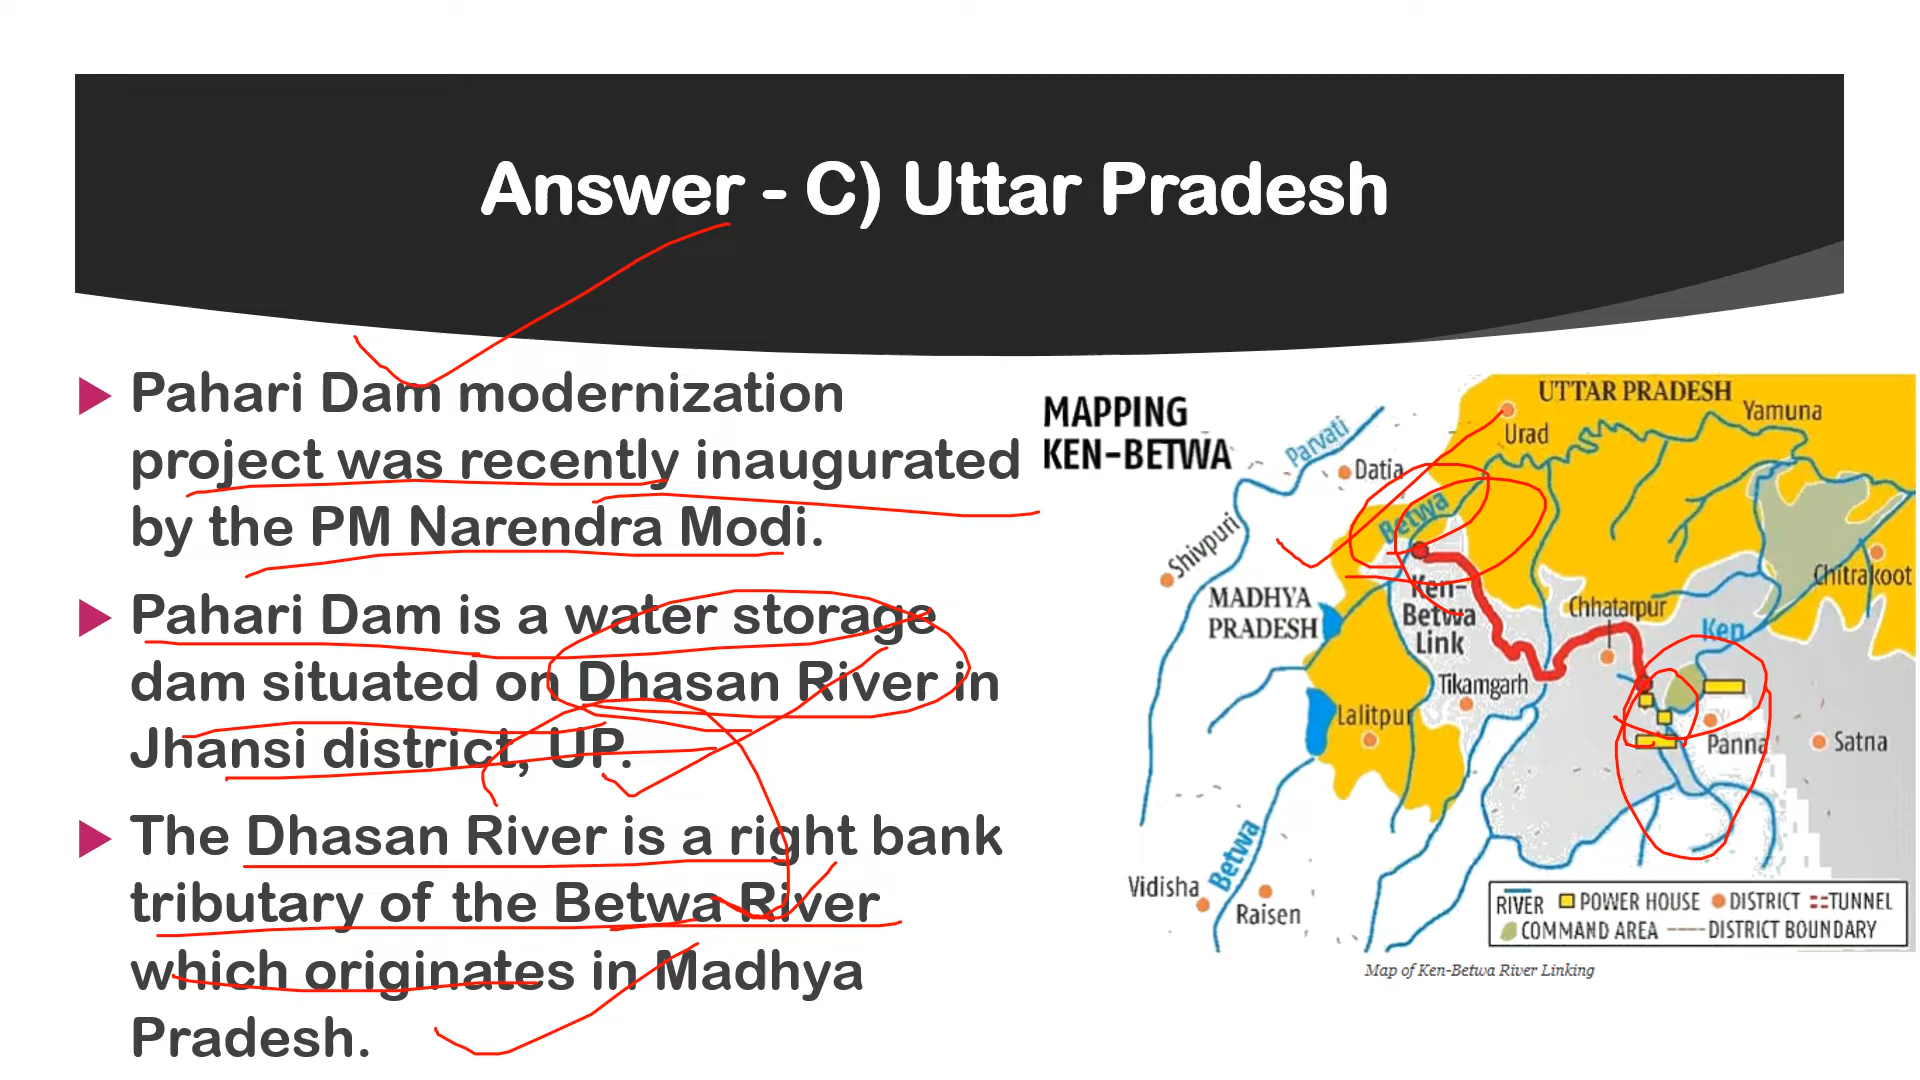 Answer - C) Uttar Pradesh
Pahari Dam modernization
project was recently inaugurated
by the PM Narendra Modi.
Pahari Dam is a water storage
dam situated on Dhasan River in
Jhansi district, UP.
The Dhasan River is a right bank
tributary of the Betwa River
which originates in Madhya
Pradesh.
MAPPING
KEN-BETWA
UTTAR PRADESH
Yamuna
Urad
Parvati
Datia
Betwa
Shivpuri
Chitrakoot
MADHYA
PRADESH
Ken-
Betwa
Link
Chhatarpur
Ken
Tikamgarh
Lalitpur
Panna
Satna
Betwa
Vidisha
Raisen
RIVER POWER HOUSE DISTRICT TUNNEL
COMMAND AREA DISTRICT BOUNDARY
Map of Ken-Betwa River Linking